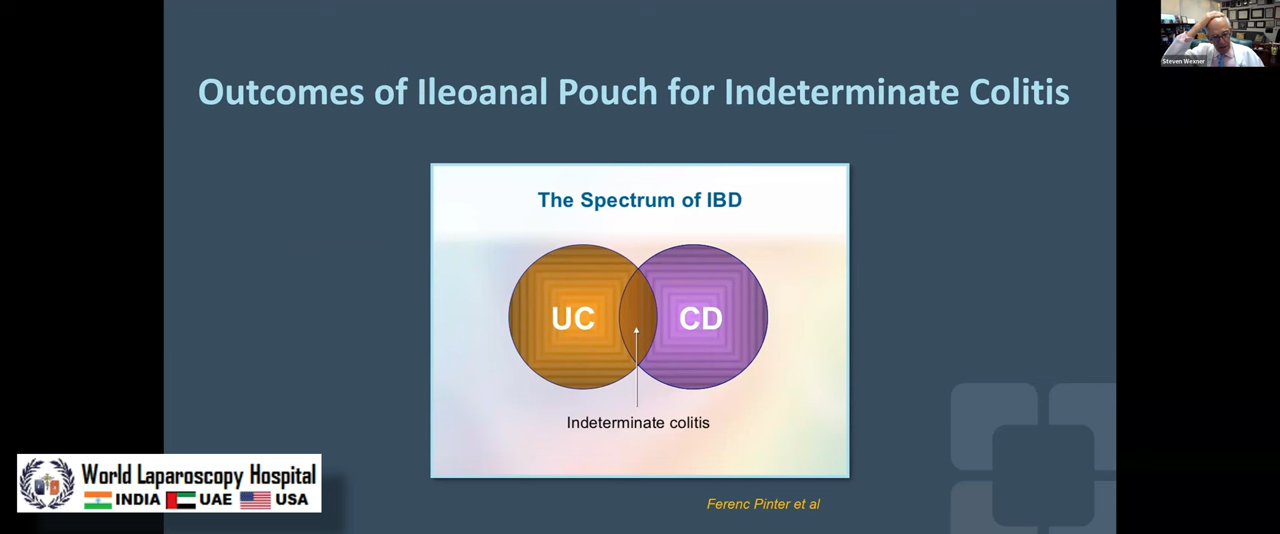 Steven Wexner
Outcomes of Ileoanal Pouch for Indeterminate Colitis
The Spectrum of IBD
UC
CD
Indeterminate colitis
World Laparoscopy Hospital
INDIA UAE USA
Ferenc Pinter et al